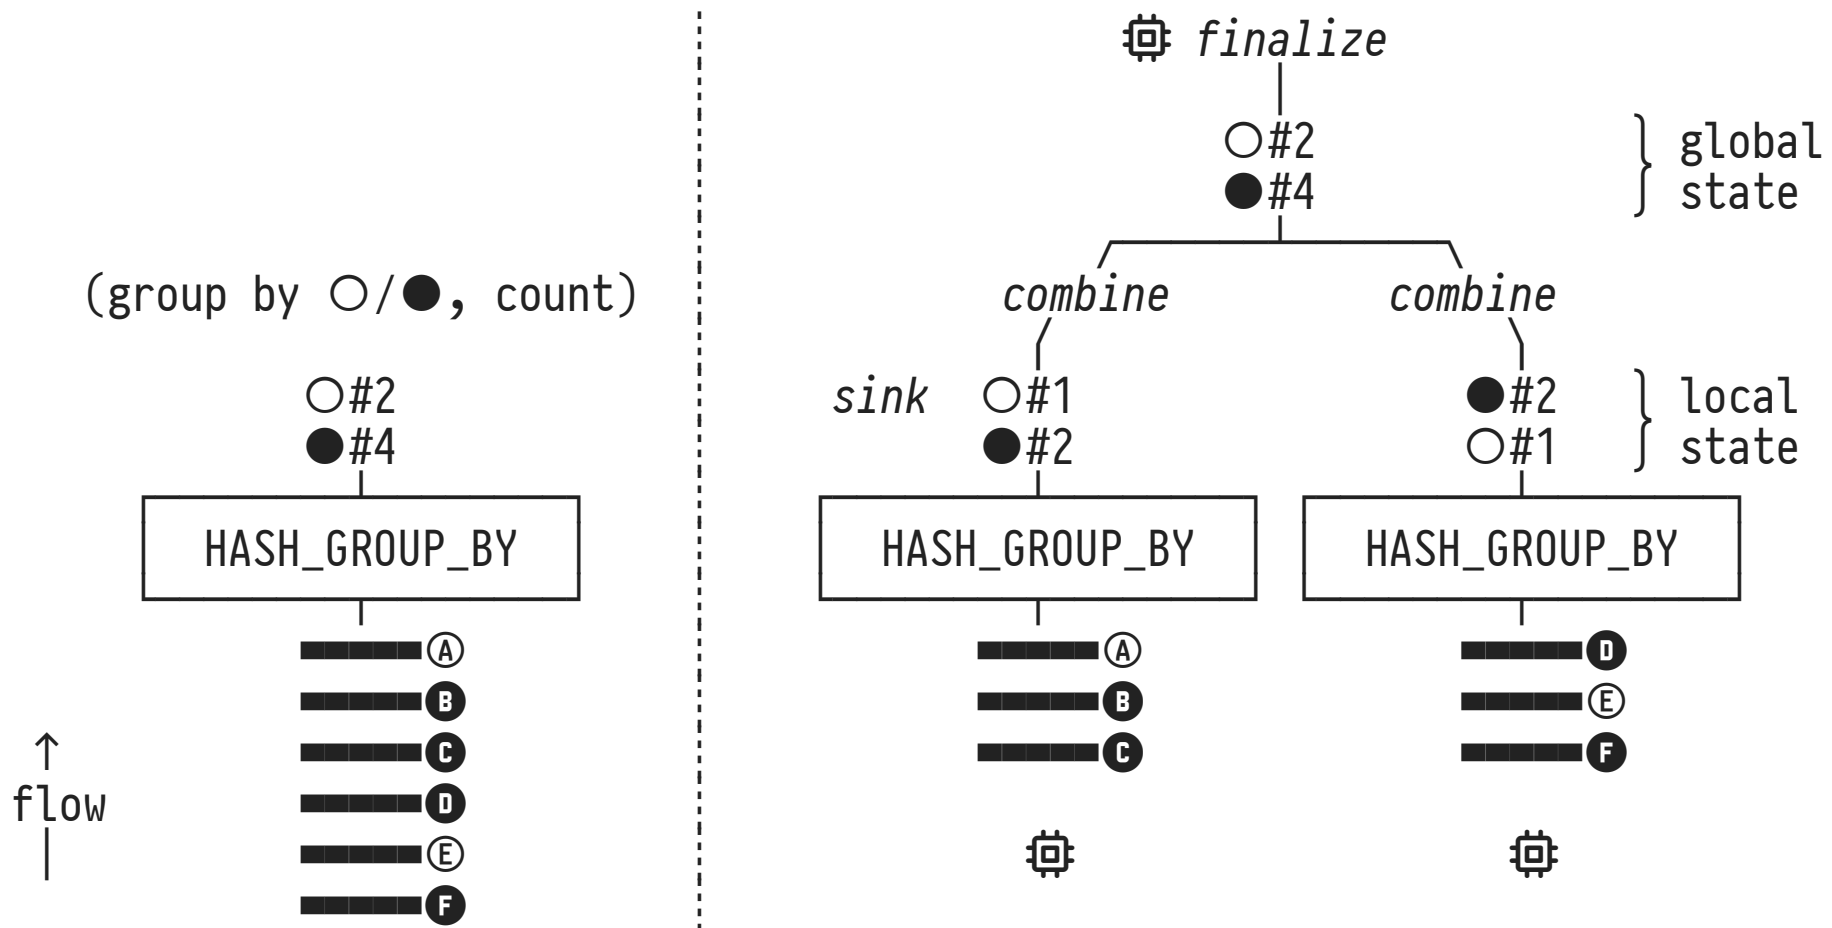 (group by ○/●, count)
○#2
●#4
HASH_GROUP_BY
Ⓐ
🅑
🅒
🅓
Ⓔ
🅕
↑
flow
finalize
○#2
●#4
} global
state
combine
combine
sink
○#1
●#2
●#2
○#1
} local
state
HASH_GROUP_BY
HASH_GROUP_BY
Ⓐ
🅑
🅒
🅓
Ⓔ
🅕